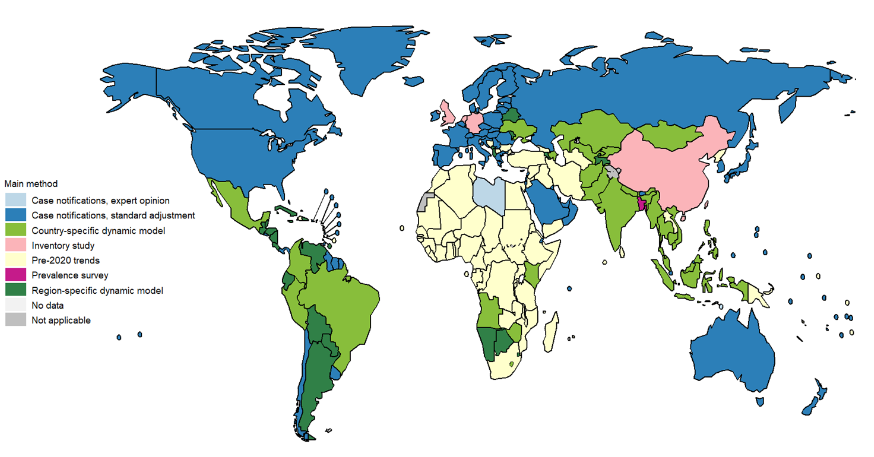 Main method
Case notifications, expert opinion
Case notifications, standard adjustment
Country-specific dynamic model
Inventory study
Pre-2020 trends
Prevalence survey
Region-specific dynamic model
No data
Not applicable